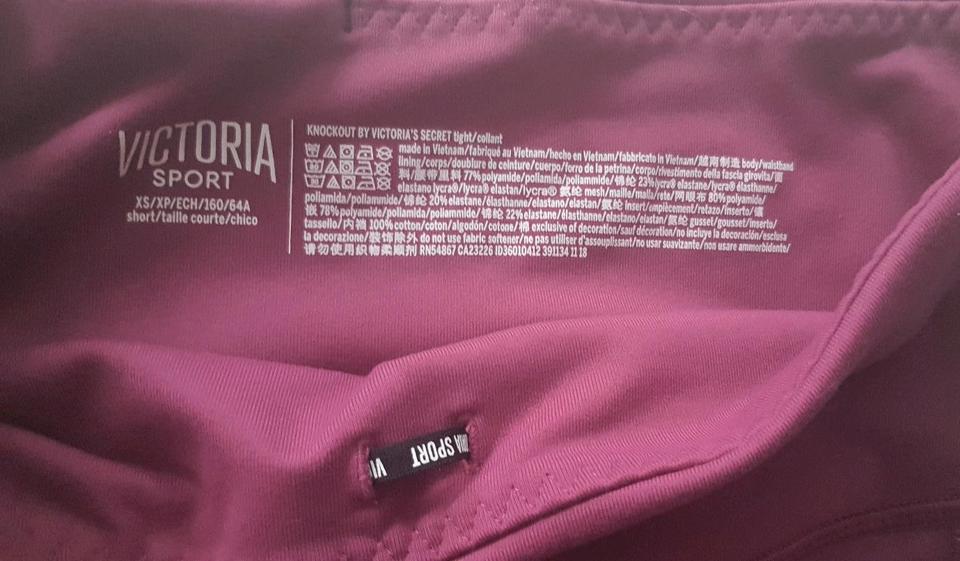 VICTORIA
SPORT
XS/XP/ECH/160/64A
short/taille courte/chico
KNOCKOUT BY VICTORIA'S SECRET tight/collant
made in Vietnam/fabriqué au Vietnam/hecho en Vietnam/fabbricato in Vietnam/越南制造 body/waistband
lining/corps/doublure de ceinture/cuerpo/forro de la petrina/corpo/rivestimento della fascia girovita/
料/腰带里料 77% polyamide/poliamida/poliammide/锦纶 23% lycra® elastane/lycra® élasthanne/
elastano lycra®/lycra® elastan/lycra® 氨纶 mesh/maille/malla/rete/网眼布 80% polyamide/
poliamida/poliammide/锦纶 20% elastane/élasthanne/elastano/elastan/氨纶 insert/empiècement/retazo/inserto/
嵌 78% polyamide/poliamida/poliammide/锦纶 22% elastane/élasthanne/elastano/elastan/氨纶 gusset/gousset/inserto/
tassello/内裆 100% cotton/coton/algodón/cotone/棉 exclusive of decoration/sauf décoration/no incluye la decoración/esclusa
la decorazione/装饰除外 do not use fabric softener/ne pas utiliser d'assouplissant/no usar suavizante/non usare ammorbidente/
请勿使用织物柔顺剂 RN54867 CA23226 ID36010412 391134 11 18
VI
SPORT
RIA